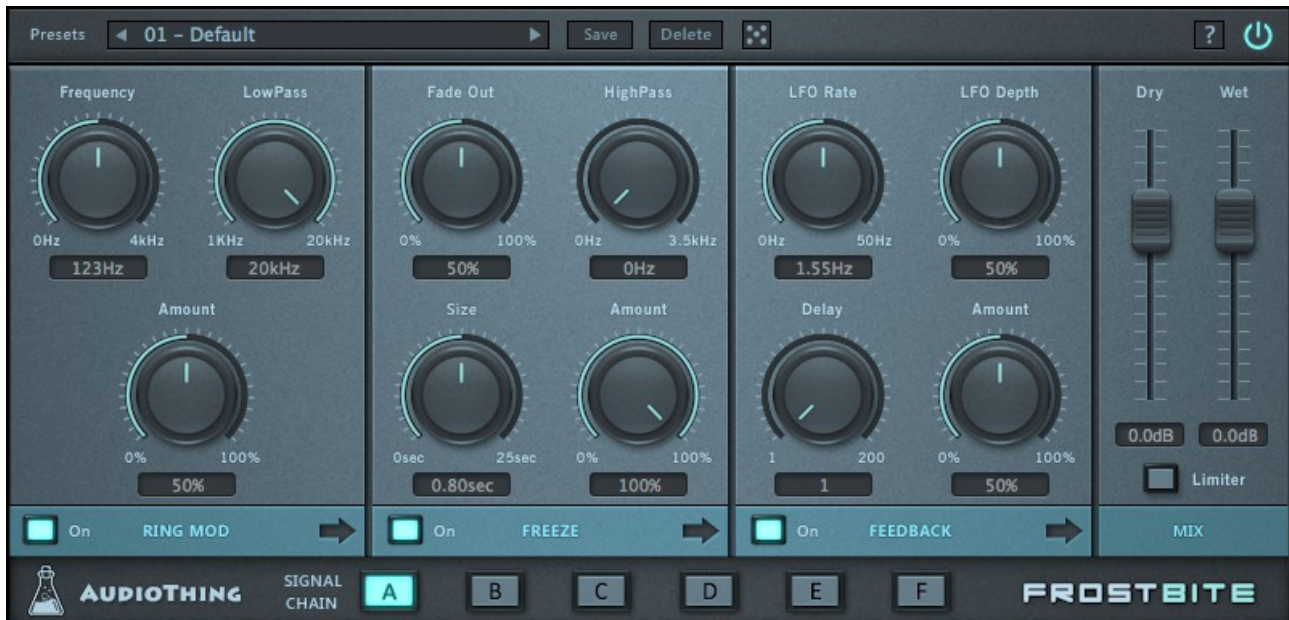 Presets 01 – Default Save Delete ?
Frequency LowPass Fade Out HighPass LFO Rate LFO Depth Dry Wet
0Hz 4kHz 1KHz 20kHz 0% 100% 0Hz 3.5kHz 0Hz 50Hz 0% 100%
123Hz 20kHz 50% 0Hz 1.55Hz 50%
Amount Size Amount Delay Amount
0% 100% 0sec 25sec 0% 100% 1 200 0% 100%
0.0dB 0.0dB
50% 0.80sec 100% 1 50% Limiter
On RING MOD On FREEZE On FEEDBACK MIX
AUDIOTHING SIGNAL CHAIN A B C D E F FROSTBITE